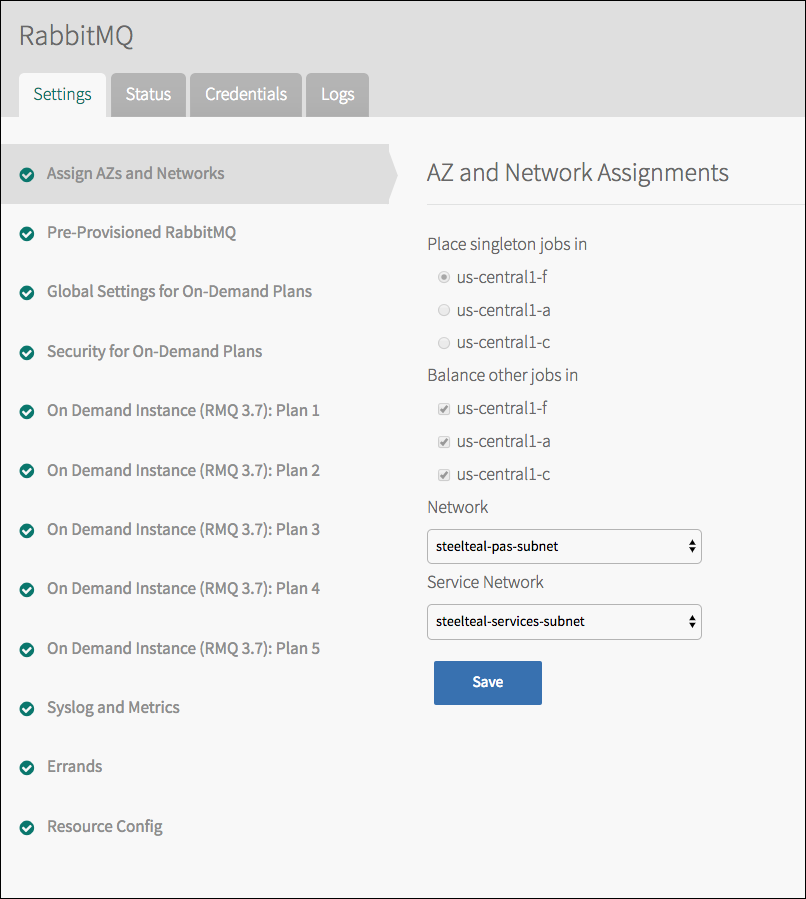 RabbitMQ
Settings
Status
Credentials
Logs
Assign AZs and Networks
Pre-Provisioned RabbitMQ
Global Settings for On-Demand Plans
Security for On-Demand Plans
On Demand Instance (RMQ 3.7): Plan 1
On Demand Instance (RMQ 3.7): Plan 2
On Demand Instance (RMQ 3.7): Plan 3
On Demand Instance (RMQ 3.7): Plan 4
On Demand Instance (RMQ 3.7): Plan 5
Syslog and Metrics
Errands
Resource Config
AZ and Network Assignments
Place singleton jobs in
us-central1-f
us-central1-a
us-central1-c
Balance other jobs in
us-central1-f
us-central1-a
us-central1-c
Network
steelteal-pas-subnet
Service Network
steelteal-services-subnet
Save